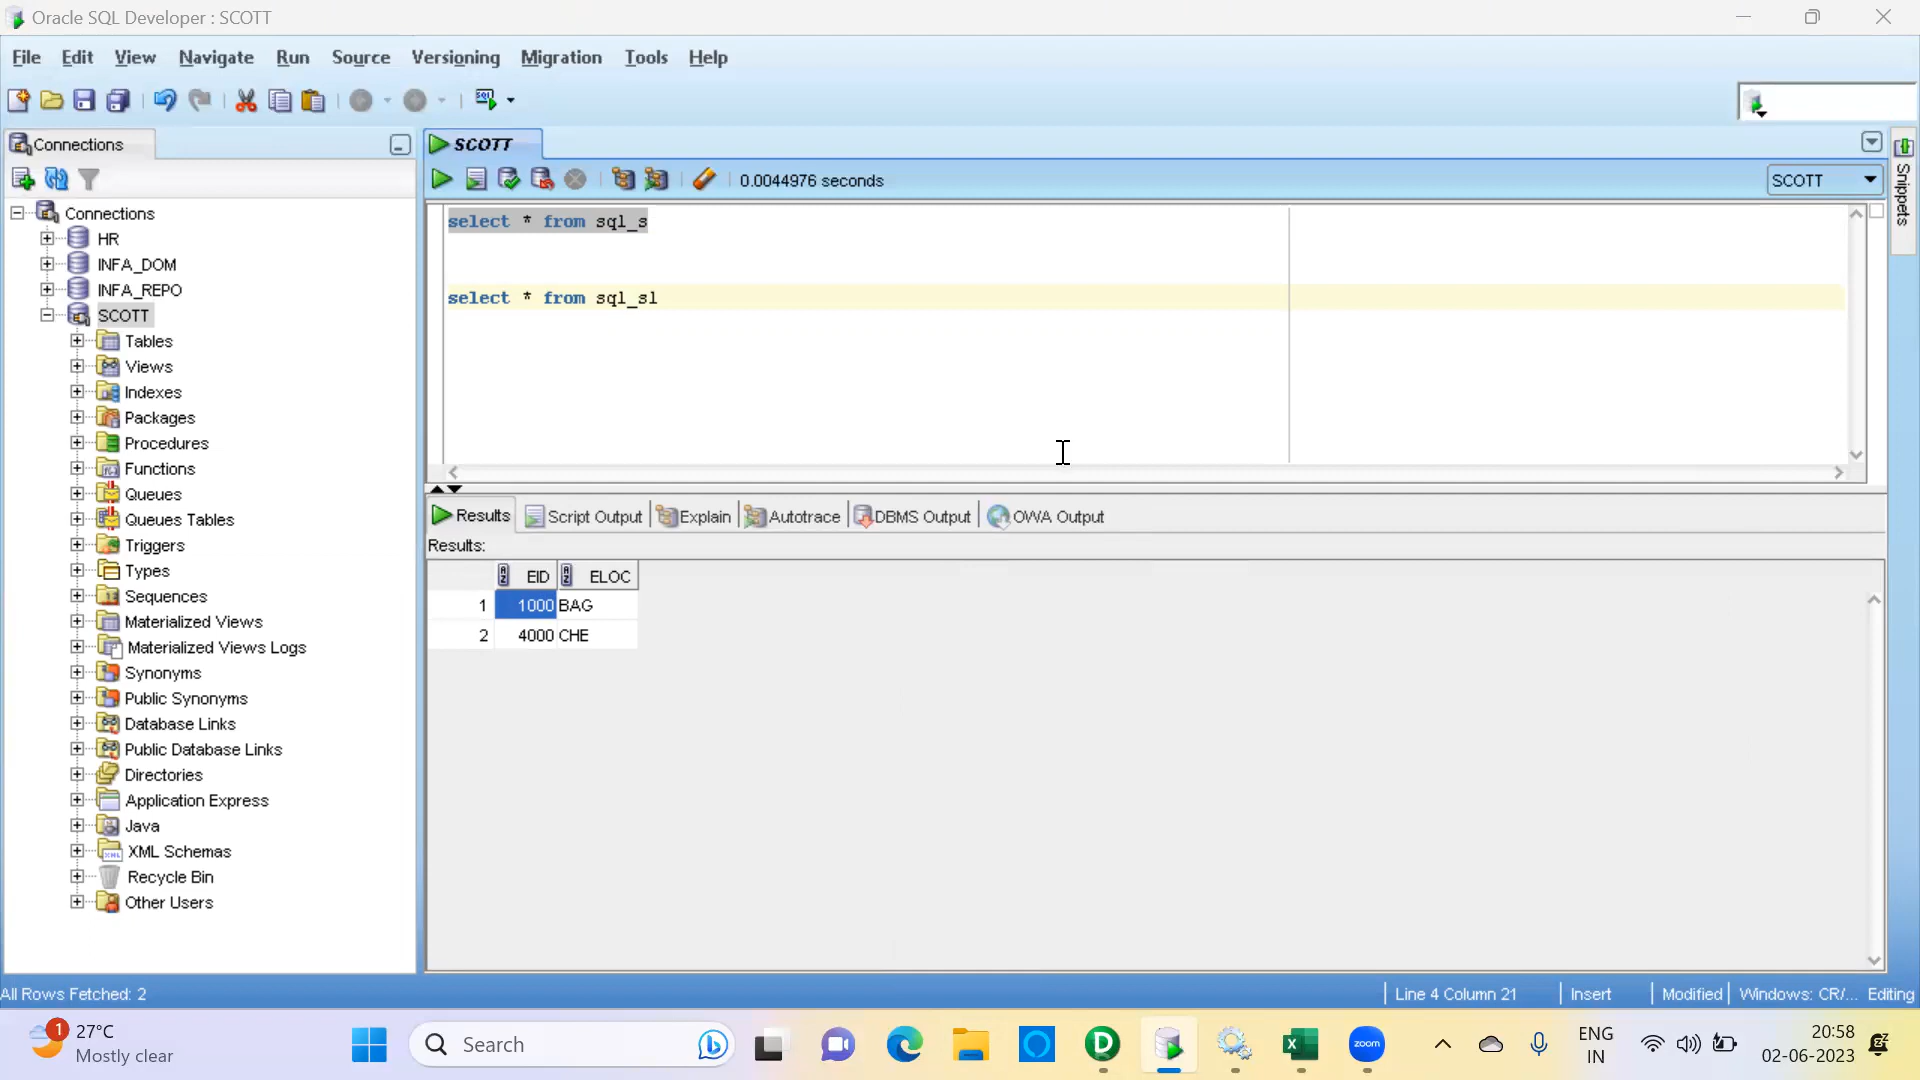 Oracle SQL Developer : SCOTT
File Edit View Navigate Run Source Versioning Migration Tools Help
Connections
SCOTT
0.0044976 seconds
SCOTT
Snippets
Connections
HR
INFA_DOM
INFA_REPO
SCOTT
Tables
Views
Indexes
Packages
Procedures
Functions
Queues
Queues Tables
Triggers
Types
Sequences
Materialized Views
Materialized Views Logs
Synonyms
Public Synonyms
Database Links
Public Database Links
Directories
Application Express
Java
XML Schemas
Recycle Bin
Other Users
select * from sql_s
select * from sql_sl
Results Script Output Explain Autotrace DBMS Output OWA Output
Results:
EID ELOC
1 1000 BAG
2 4000 CHE
All Rows Fetched: 2
Line 4 Column 21 Insert Modified Windows: CR/... Editing
1 27°C
Mostly clear
Search
zoom
ENG
IN
20:58
02-06-2023